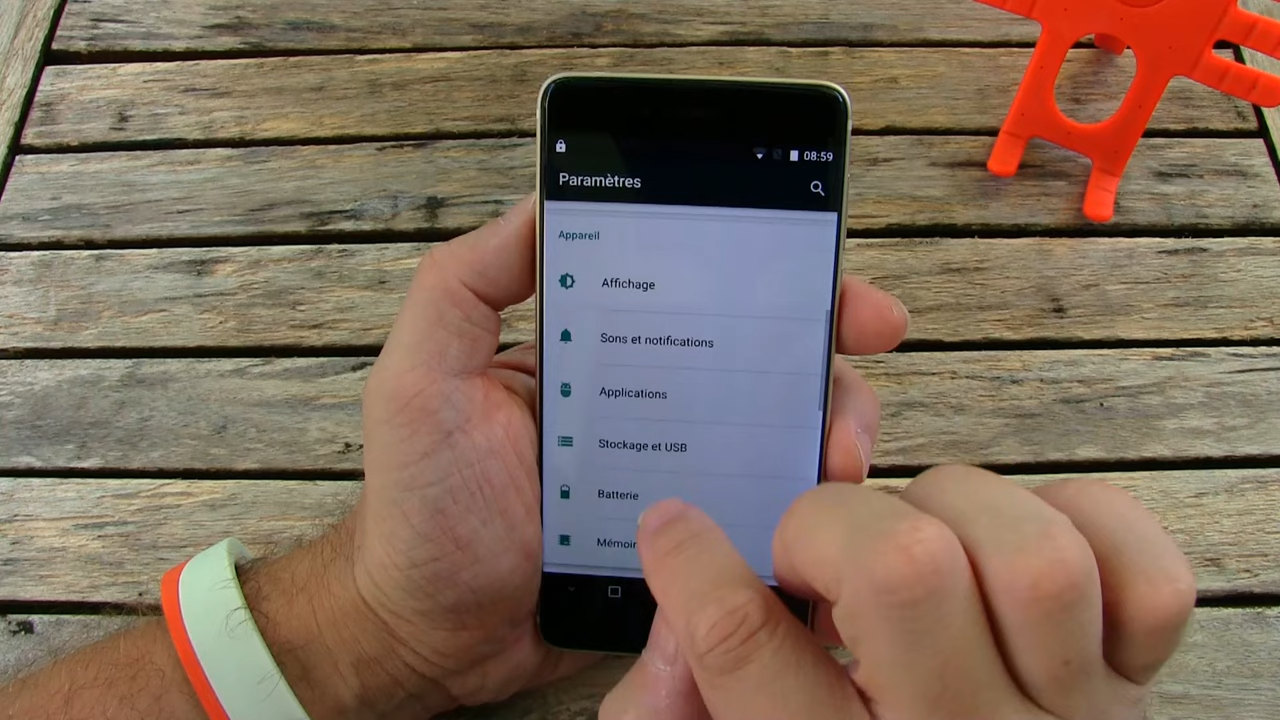 08:59
Paramètres
Appareil
Affichage
Sons et notifications
Applications
Stockage et USB
Batterie
Mémoir